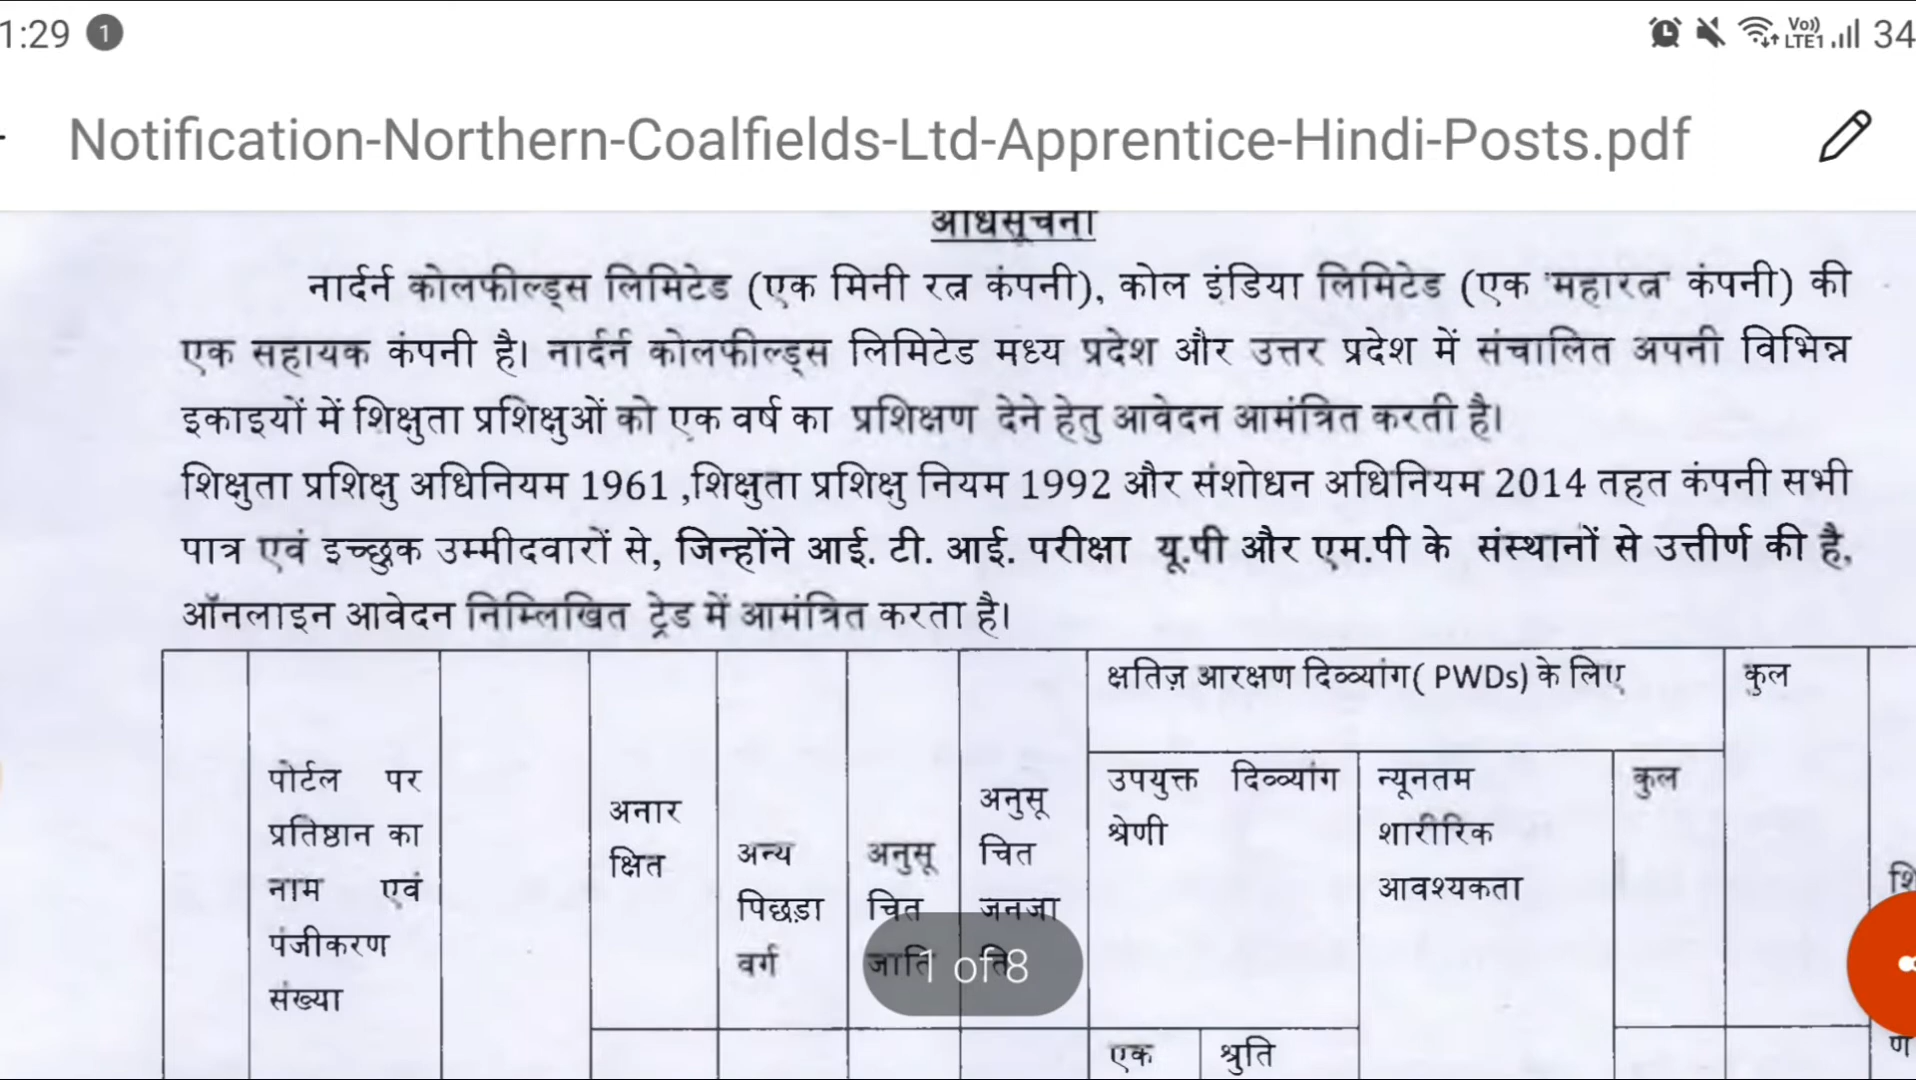 1:29 1
Vo)) LTE1 34
Notification-Northern-Coalfields-Ltd-Apprentice-Hindi-Posts.pdf
अधिसूचना
नार्दर्न कोलफील्ड्स लिमिटेड (एक मिनी रत्न कंपनी), कोल इंडिया लिमिटेड (एक 'महारत्न' कंपनी) की
एक सहायक कंपनी है। नार्दर्न कोलफील्ड्स लिमिटेड मध्य प्रदेश और उत्तर प्रदेश में संचालित अपनी विभिन्न
इकाइयों में शिक्षुता प्रशिक्षुओं को एक वर्ष का प्रशिक्षण देने हेतु आवेदन आमंत्रित करती है।
शिक्षुता प्रशिक्षु अधिनियम 1961 ,शिक्षुता प्रशिक्षु नियम 1992 और संशोधन अधिनियम 2014 तहत कंपनी सभी
पात्र एवं इच्छुक उम्मीदवारों से, जिन्होंने आई. टी. आई. परीक्षा यू.पी और एम.पी के संस्थानों से उत्तीर्ण की है,
ऑनलाइन आवेदन निम्लिखित ट्रेड में आमंत्रित करता है।
पोर्टल पर
प्रतिष्ठान का
नाम एवं
पंजीकरण
संख्या
अनार
क्षित
अन्य
पिछड़ा
वर्ग
अनुसू
चित
जाति
अनुसू
चित
जनजा
ति
क्षतिज़ आरक्षण दिव्यांग( PWDs) के लिए
उपयुक्त दिव्यांग
श्रेणी
एक
श्रुति
न्यूनतम
शारीरिक
आवश्यकता
कुल
कुल
1 of 8